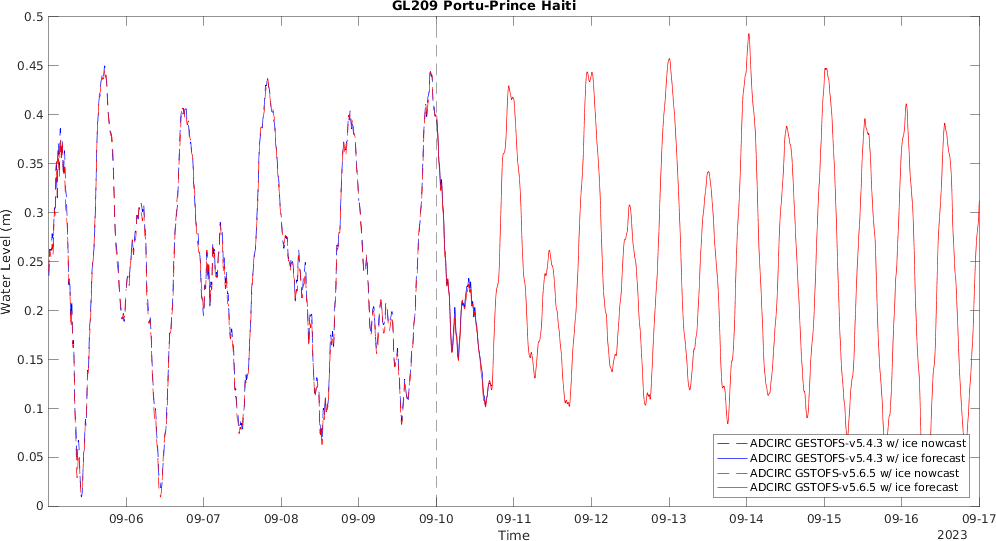 GL209 Portu-Prince Haiti
Water Level (m)
0.5
0.45
0.4
0.35
0.3
0.25
0.2
0.15
0.1
0.05
0
09-06 09-07 09-08 09-09 09-10 09-11 09-12 09-13 09-14 09-15 09-16 09-17
Time
2023
ADCIRC GESTOFS-v5.4.3 w/ ice nowcast
ADCIRC GESTOFS-v5.4.3 w/ ice forecast
ADCIRC GSTOFS-v5.6.5 w/ ice nowcast
ADCIRC GSTOFS-v5.6.5 w/ ice forecast